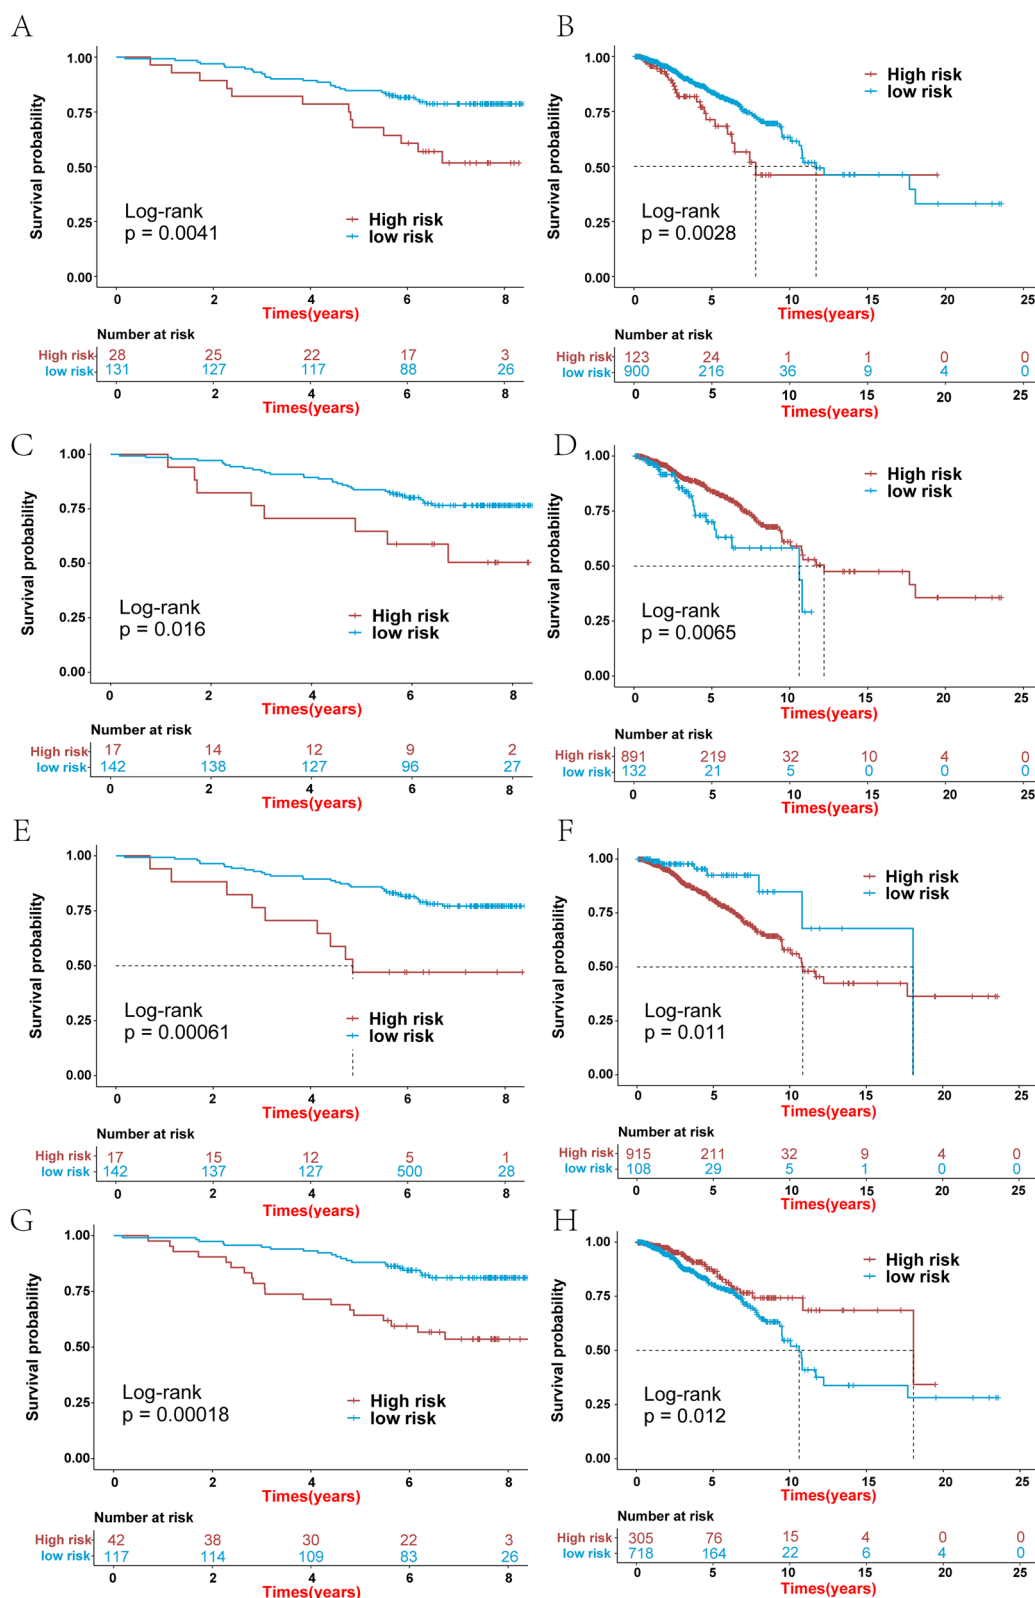 A
1.00
0.75
0.50
0.25
0.00
Survival probability
Log-rank
p = 0.0041
High risk
low risk
0 2 4 6 8
Times(years)
Number at risk
High risk 28 25 22 17 3
low risk 131 127 117 88 26
0 2 4 6 8
Times(years)
B
1.00
0.75
0.50
0.25
0.00
Survival probability
High risk
low risk
Log-rank
p = 0.0028
0 5 10 15 20 25
Times(years)
Number at risk
High risk 123 24 1 1 0 0
low risk 900 216 36 9 4 0
0 5 10 15 20 25
Times(years)
C
1.00
0.75
0.50
0.25
0.00
Survival probability
Log-rank
p = 0.016
High risk
low risk
0 2 4 6 8
Times(years)
Number at risk
High risk 17 14 12 9 2
low risk 142 138 127 96 27
0 2 4 6 8
Times(years)
D
1.00
0.75
0.50
0.25
0.00
Survival probability
High risk
low risk
Log-rank
p = 0.0065
0 5 10 15 20 25
Times(years)
Number at risk
High risk 891 219 32 10 4 0
low risk 132 21 5 0 0 0
0 5 10 15 20 25
Times(years)
E
1.00
0.75
0.50
0.25
0.00
Survival probability
Log-rank
p = 0.00061
High risk
low risk
0 2 4 6 8
Times(years)
Number at risk
High risk 17 15 12 5 1
low risk 142 137 127 500 28
0 2 4 6 8
Times(years)
F
1.00
0.75
0.50
0.25
0.00
Survival probability
High risk
low risk
Log-rank
p = 0.011
0 5 10 15 20 25
Times(years)
Number at risk
High risk 915 211 32 9 4 0
low risk 108 29 5 1 0 0
0 5 10 15 20 25
Times(years)
G
1.00
0.75
0.50
0.25
0.00
Survival probability
Log-rank
p = 0.00018
High risk
low risk
0 2 4 6 8
Times(years)
Number at risk
High risk 42 38 30 22 3
low risk 117 114 109 83 26
0 2 4 6 8
Times(years)
H
1.00
0.75
0.50
0.25
0.00
Survival probability
High risk
low risk
Log-rank
p = 0.012
0 5 10 15 20 25
Times(years)
Number at risk
High risk 305 76 15 4 0 0
low risk 718 164 22 6 4 0
0 5 10 15 20 25
Times(years)